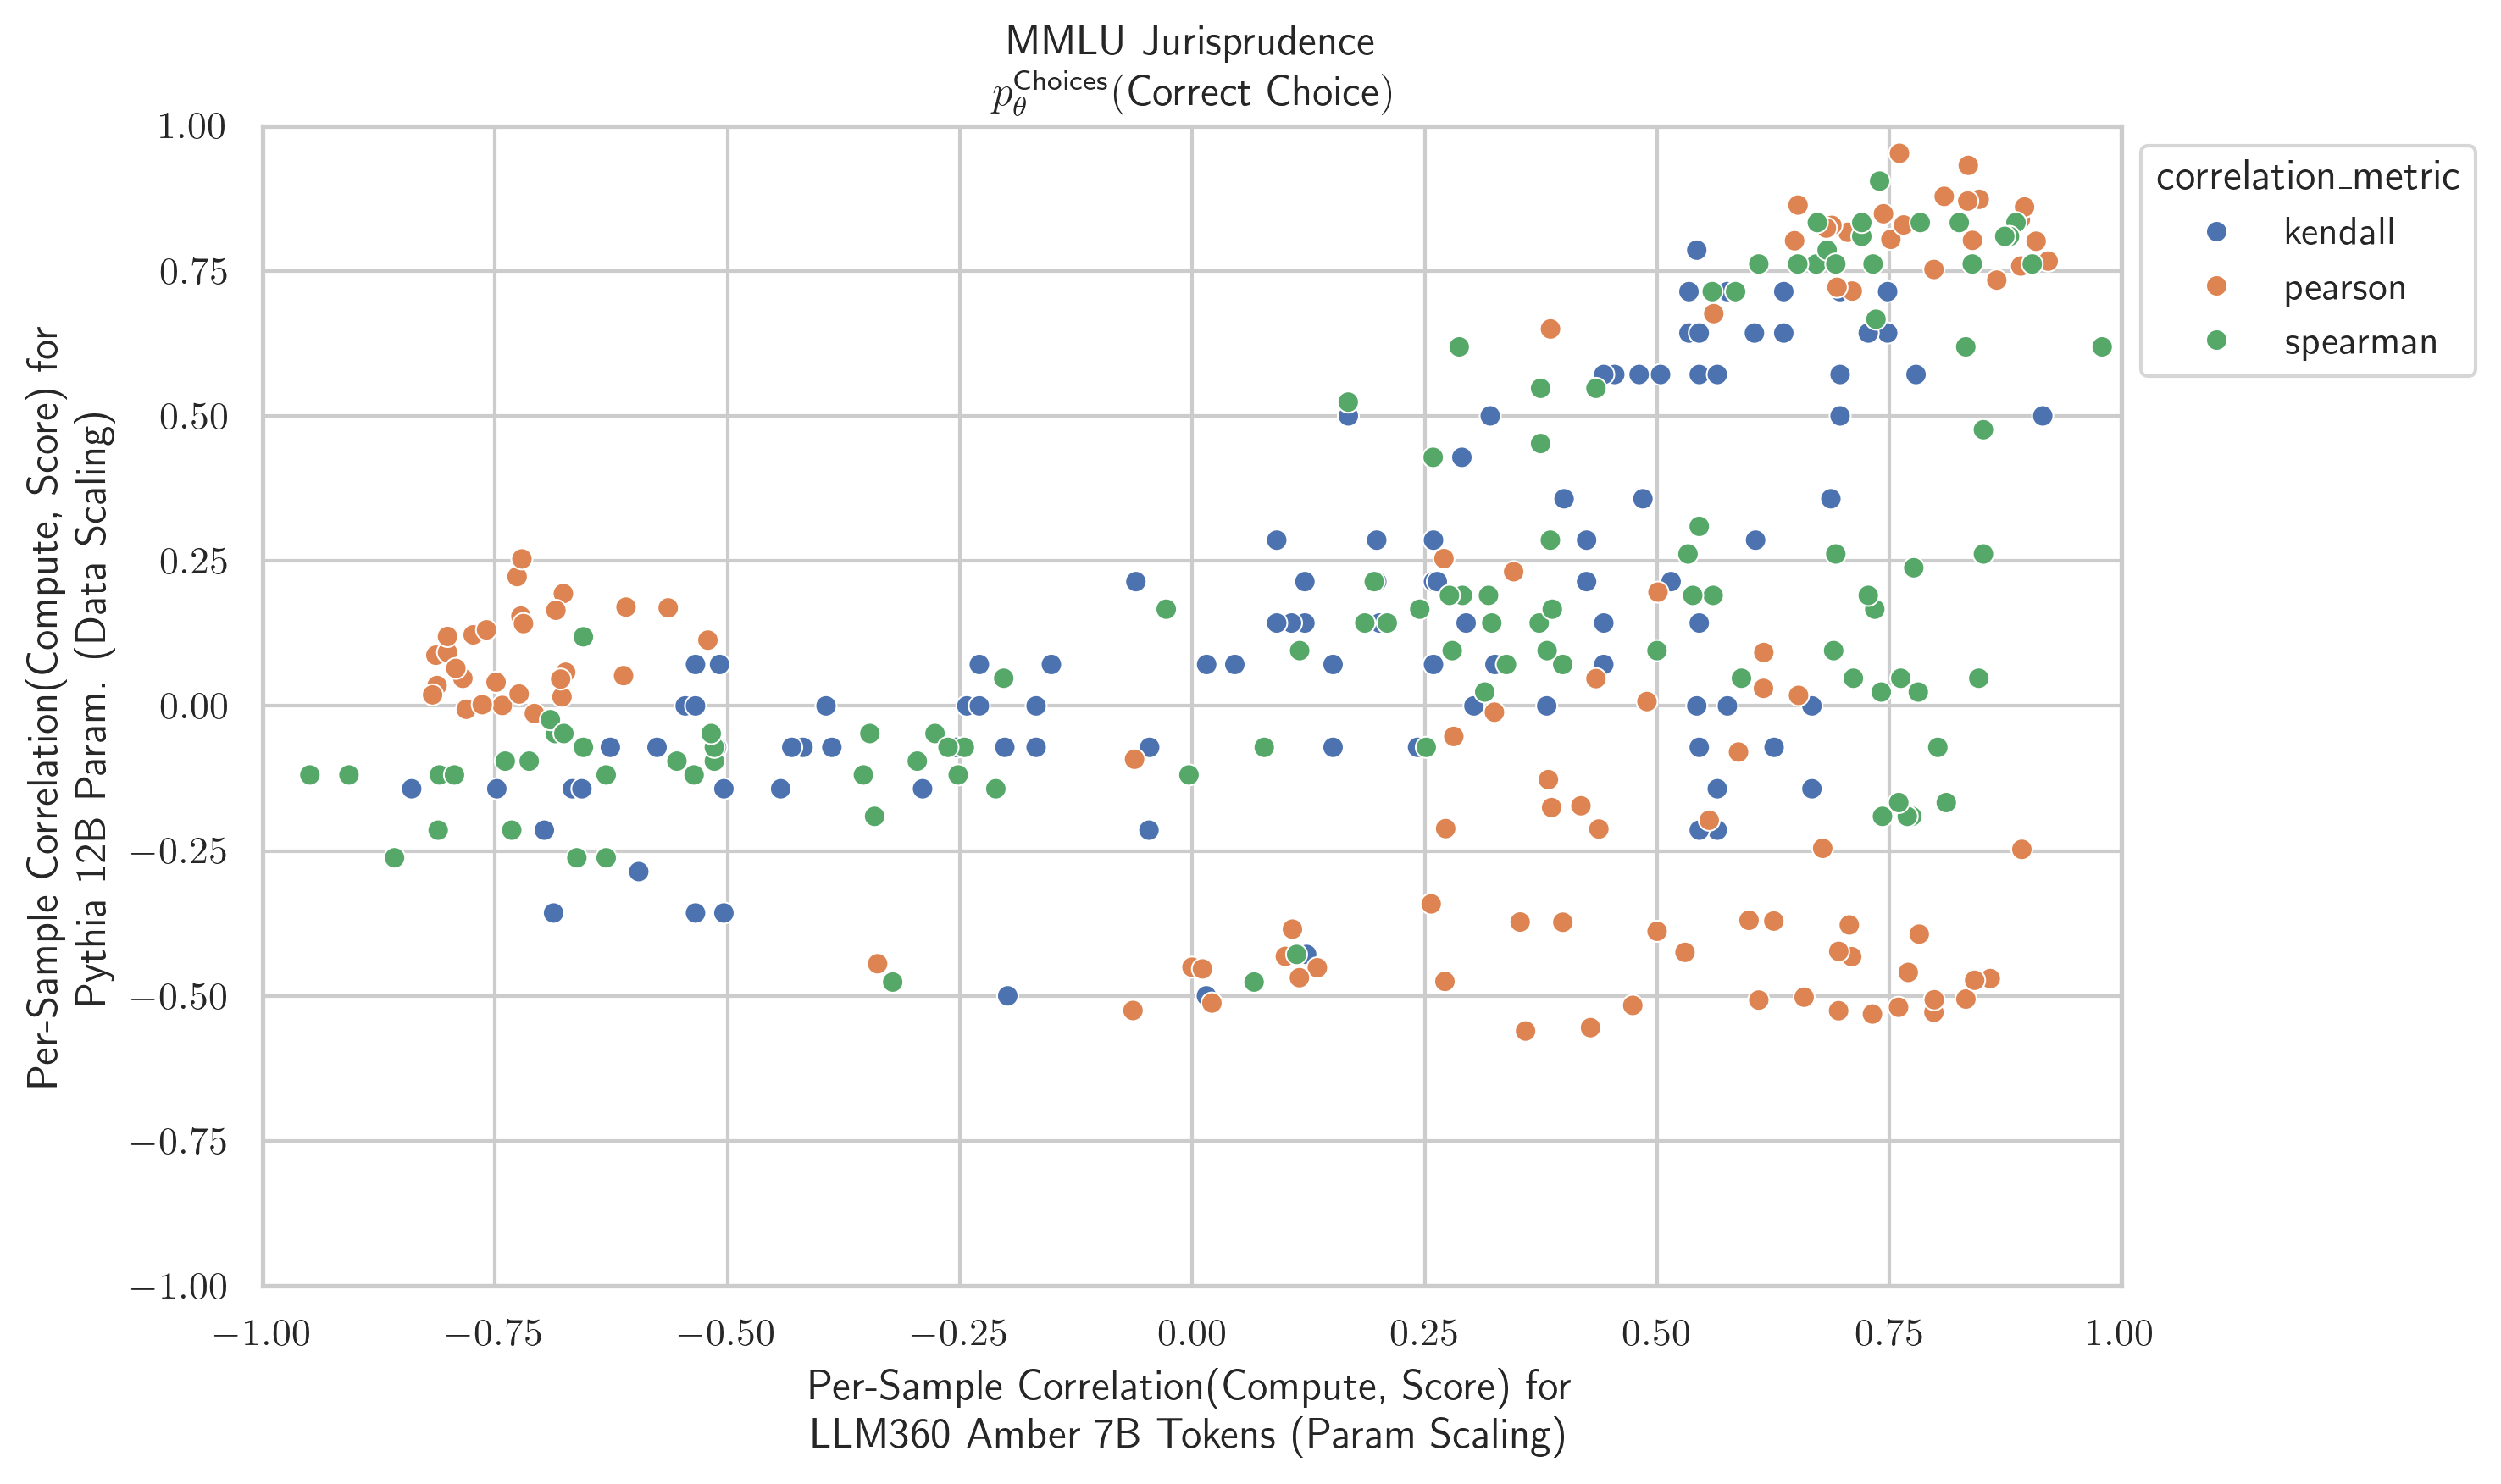 MMLU Jurisprudence
p_θ^Choices(Correct Choice)
1.00
0.75
0.50
0.25
0.00
−0.25
−0.50
−0.75
−1.00
Per-Sample Correlation(Compute, Score) for
Pythia 12B Param. (Data Scaling)
−1.00 −0.75 −0.50 −0.25 0.00 0.25 0.50 0.75 1.00
Per-Sample Correlation(Compute, Score) for
LLM360 Amber 7B Tokens (Param Scaling)
correlation_metric
kendall
pearson
spearman